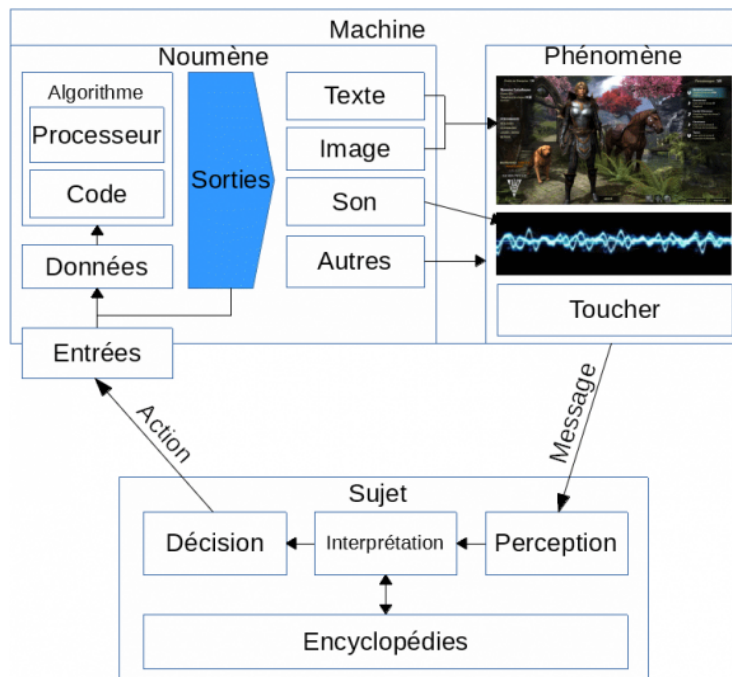 Machine
Noumène
Phénomène
Algorithme
Processeur
Code
Données
Entrées
Sorties
Texte
Image
Son
Autres
Toucher
Action
Message
Sujet
Décision
Interprétation
Perception
Encyclopédies